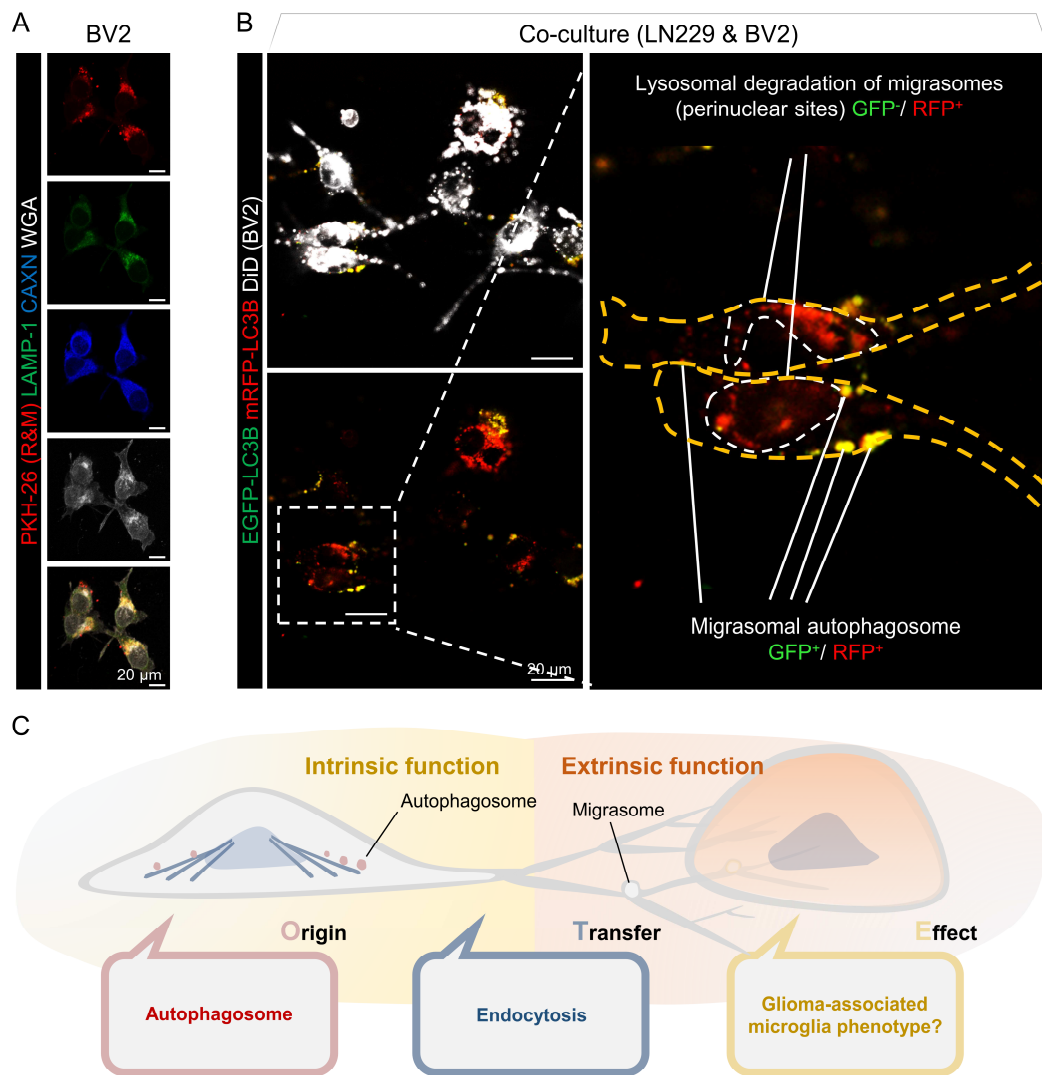 A
BV2
PKH-26 (R&M) LAMP-1 CAXN WGA
20 µm
B
Co-culture (LN229 & BV2)
EGFP-LC3B mRFP-LC3B DiD (BV2)
20 µm
Lysosomal degradation of migrasomes
(perinuclear sites) GFP-/ RFP+
Migrasomal autophagosome
GFP+/ RFP+
C
Intrinsic function
Extrinsic function
Autophagosome
Migrasome
Origin
Transfer
Effect
Autophagosome
Endocytosis
Glioma-associated
microglia phenotype?